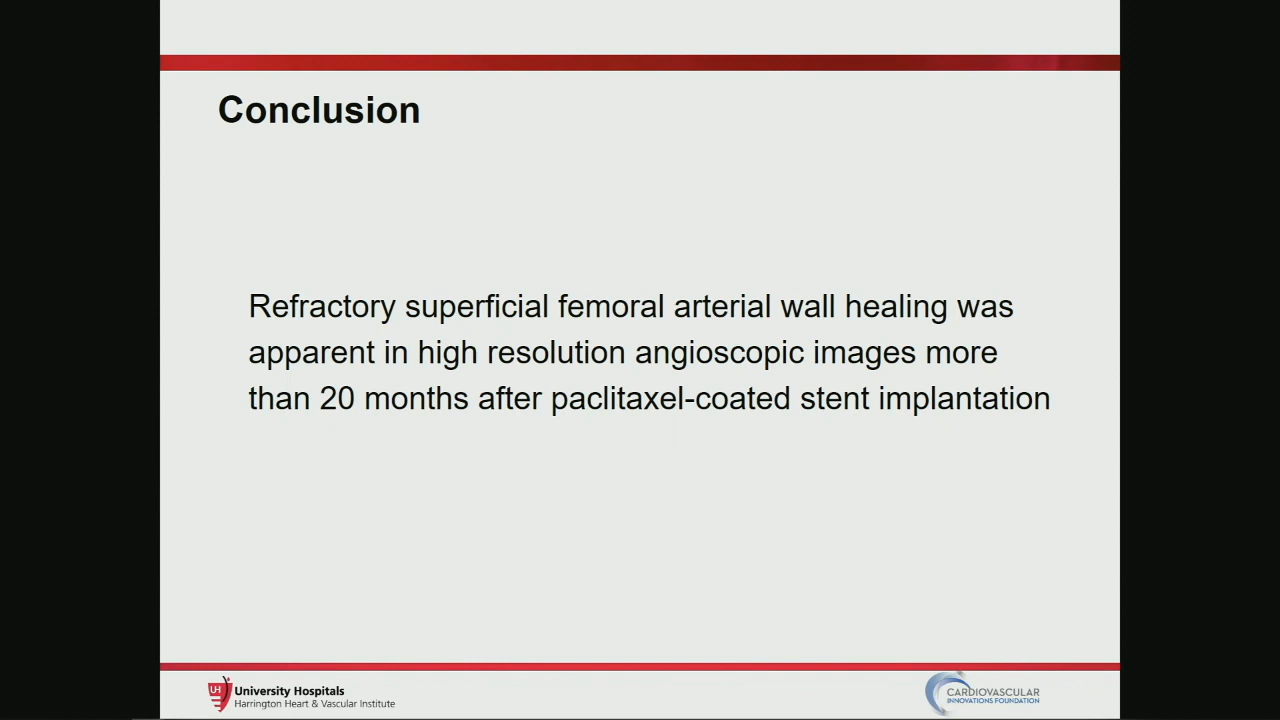 Conclusion
Refractory superficial femoral arterial wall healing was
apparent in high resolution angioscopic images more
than 20 months after paclitaxel-coated stent implantation
UH
University Hospitals
Harrington Heart & Vascular Institute
CARDIOVASCULAR
INNOVATIONS FOUNDATION